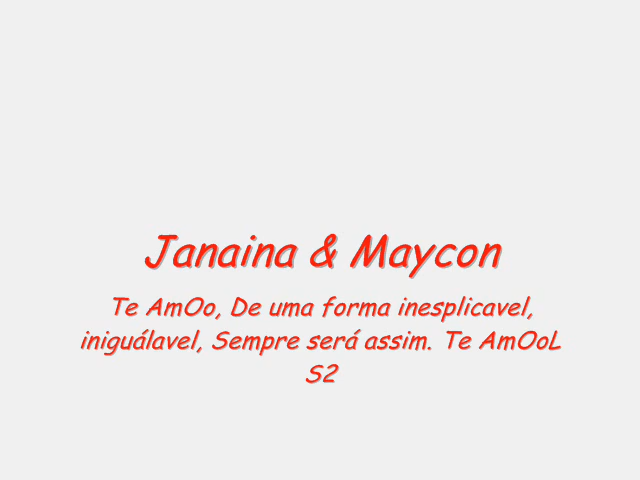 Janaina & Maycon
Te AmOo, De uma forma inesplicavel,
iniguálavel, Sempre será assim. Te AmOoL
S2